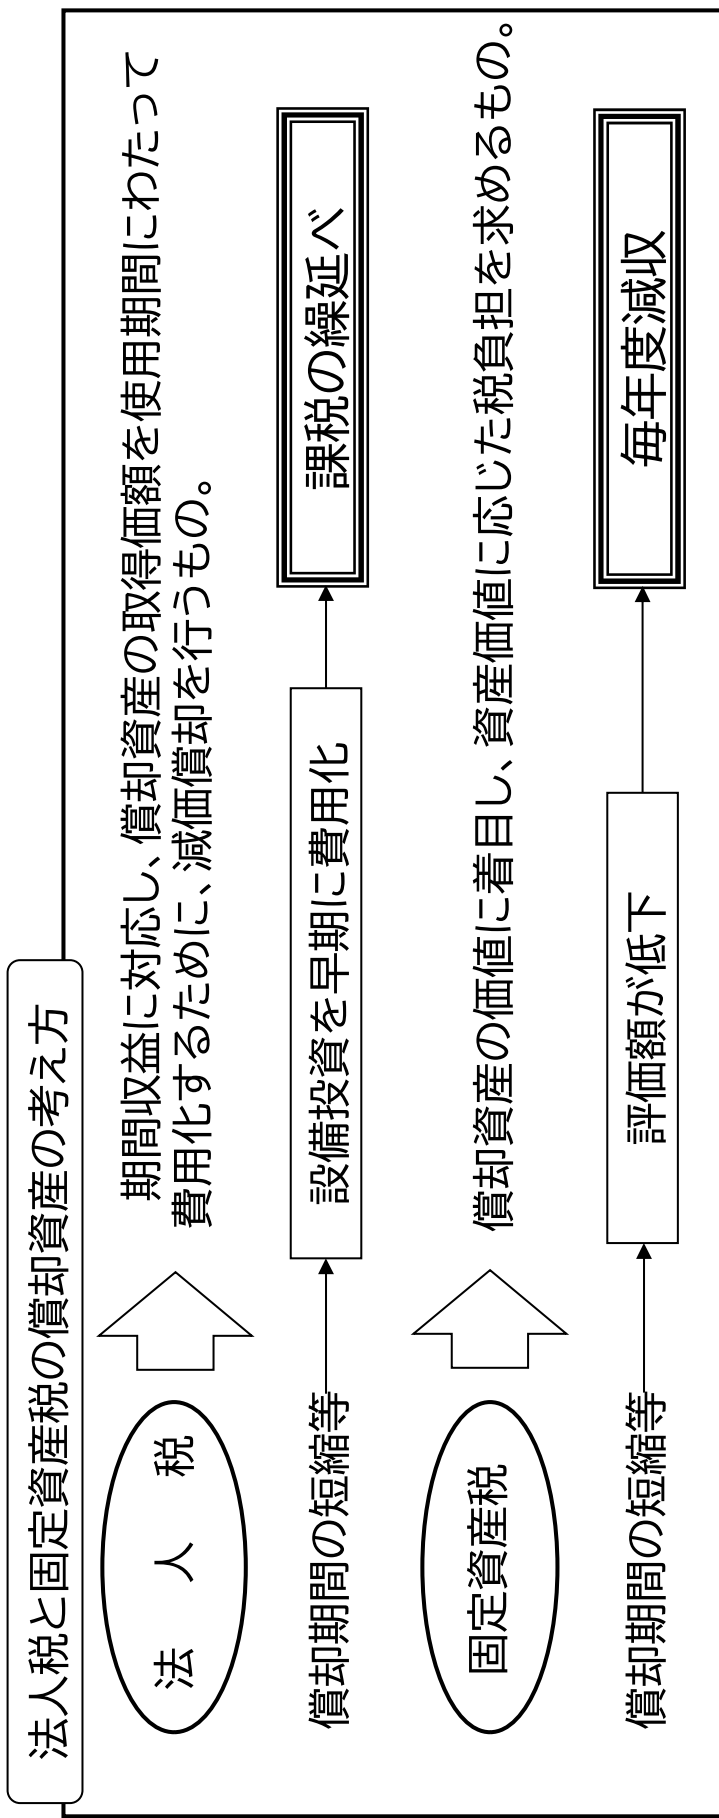 法人税と固定資産税の償却資産の考え方
法人税
期間収益に対応し、償却資産の取得価額を使用期間にわたって
費用化するために、減価償却を行うもの。
償却期間の短縮等
設備投資を早期に費用化
課税の繰延べ
固定資産税
償却資産の価値に着目し、資産価値に応じた税負担を求めるもの。
償却期間の短縮等
評価額が低下
毎年度減収